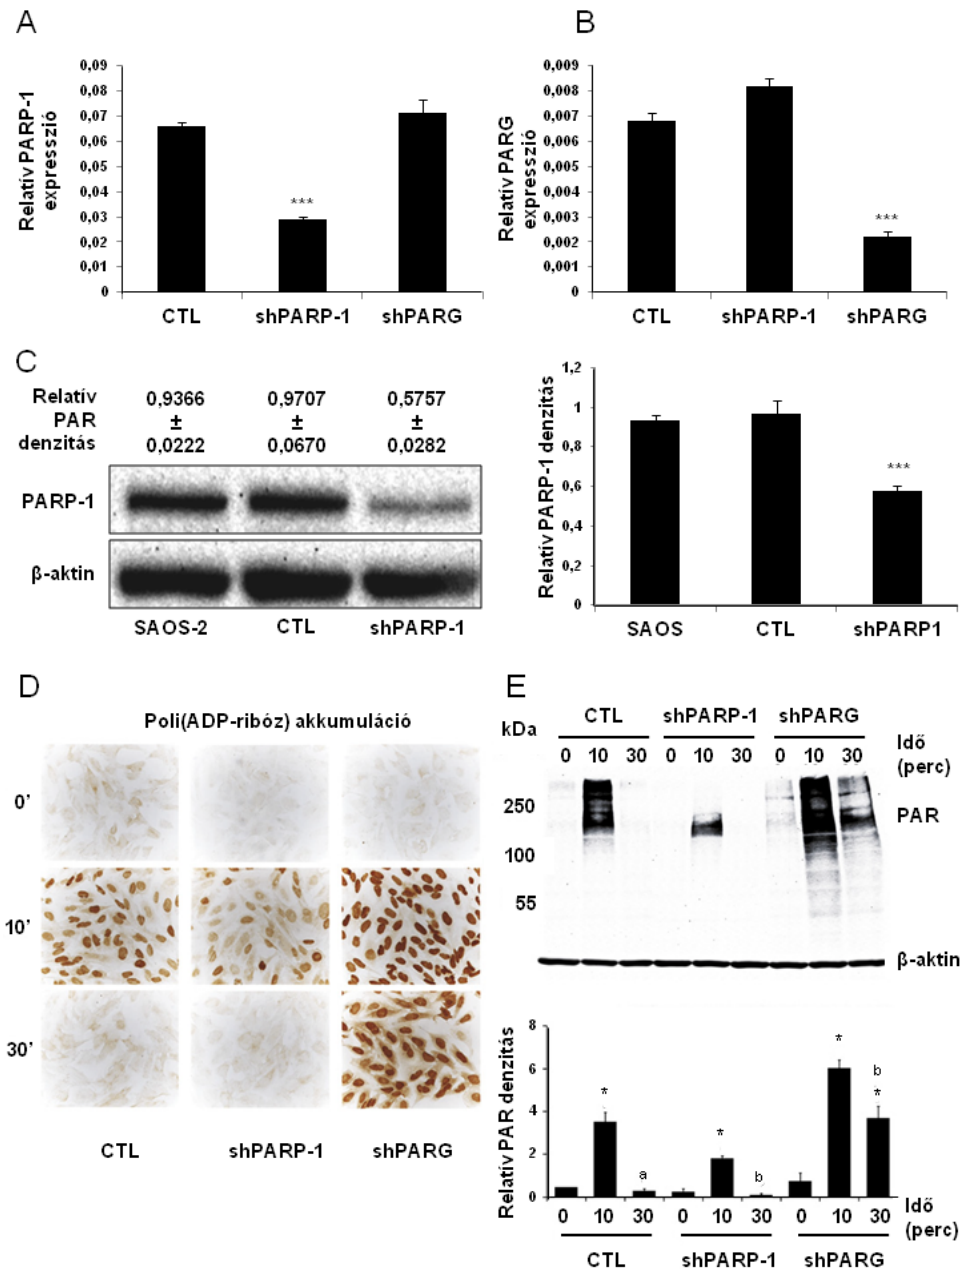 A
Relatív PARP-1 expresszió
0,09
0,08
0,07
0,06
0,05
0,04
0,03
0,02
0,01
0
***
CTL shPARP-1 shPARG
B
Relatív PARG expresszió
0,009
0,008
0,007
0,006
0,005
0,004
0,003
0,002
0,001
0
***
CTL shPARP-1 shPARG
C
Relatív 0,9366 0,9707 0,5757
PAR ± ± ±
denzitás 0,0222 0,0670 0,0282
PARP-1
β-aktin
SAOS-2 CTL shPARP-1
Relatív PARP-1 denzitás
1,2
1
0,8
0,6
0,4
0,2
0
***
SAOS CTL shPARP1
D
Poli(ADP-ribóz) akkumuláció
0'
10'
30'
CTL shPARP-1 shPARG
E
CTL shPARP-1 shPARG
kDa
0 10 30 0 10 30 0 10 30
Idő
(perc)
250
PAR
100
55
β-aktin
Relatív PAR denzitás
8
6
4
2
0
* a * b * b *
0 10 30 0 10 30 0 10 30
Idő
(perc)
CTL shPARP-1 shPARG